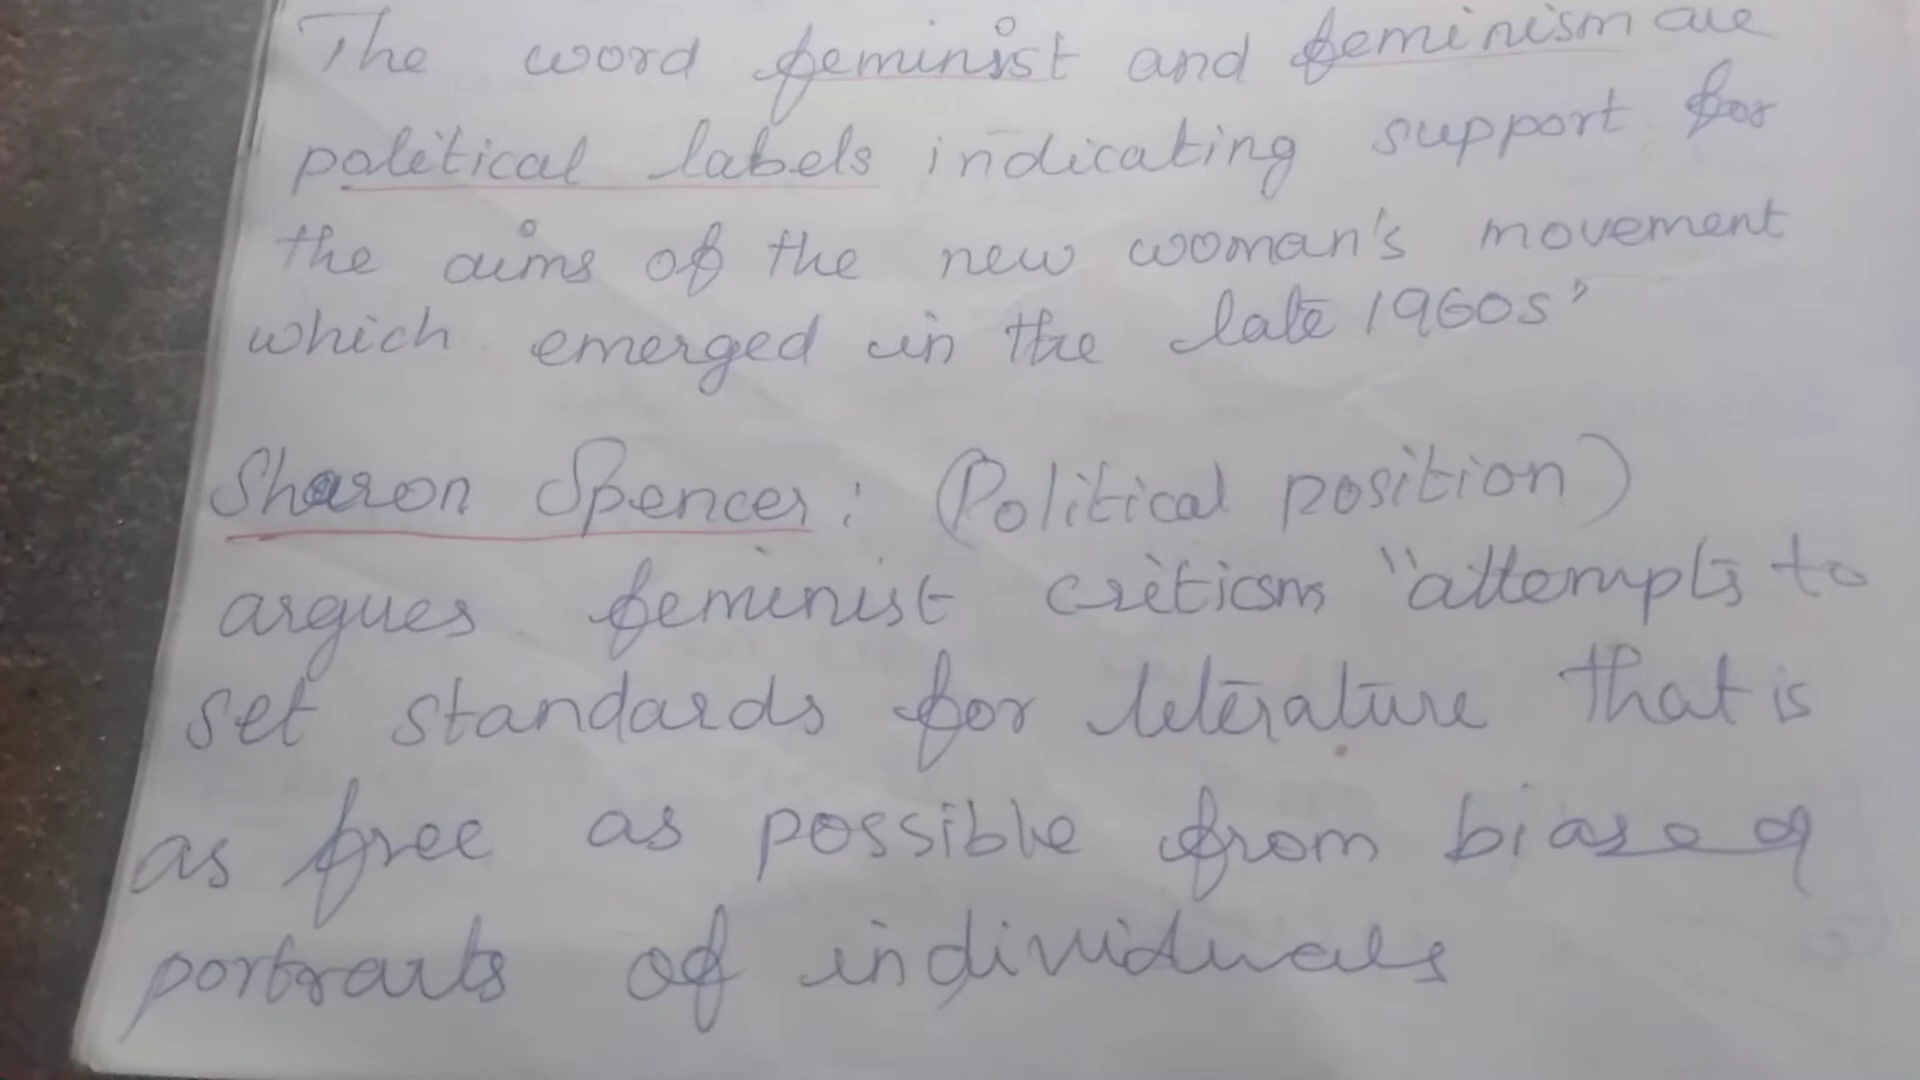 The word feminist and feminism are
political labels indicating support for
the aims of the new woman's movement
which emerged in the late 1960s"
Sharon Spencer: (Political position)
argues feminist criticsm "attempts to
set standards for literature that is
as free as possible from biase of
portraits of individuals